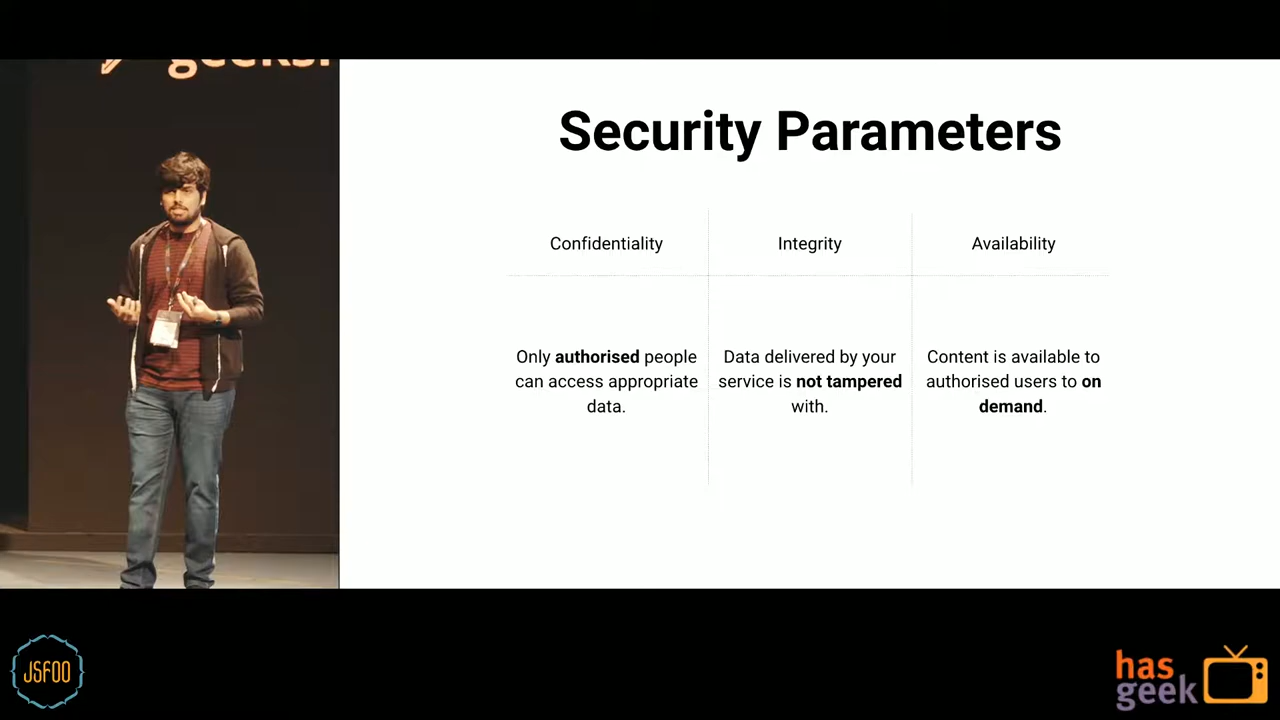 geeks.
Security Parameters
Confidentiality
Integrity
Availability
Only authorised people
can access appropriate
data.
Data delivered by your
service is not tampered
with.
Content is available to
authorised users to on
demand.
JSFOO
has
geek